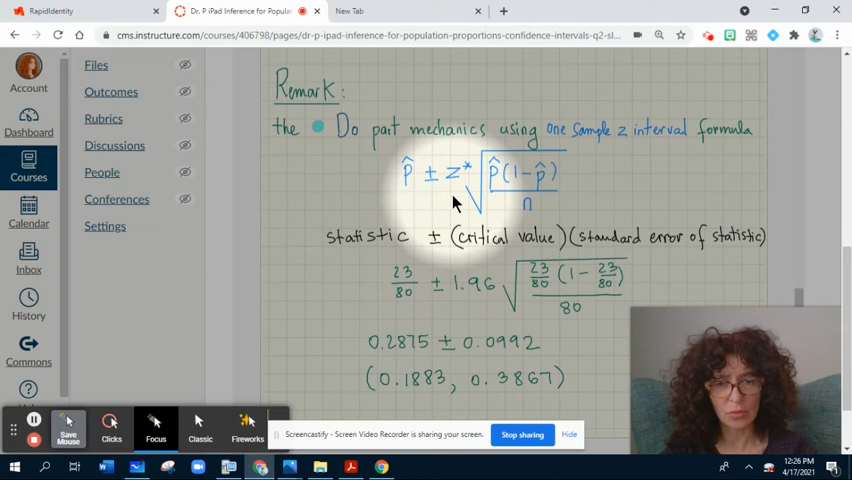 RapidIdentity
Dr. P iPad Inference for Populat
New Tab
cms.instructure.com/courses/406798/pages/dr-p-ipad-inference-for-population-proportions-confidence-intervals-q2-sl...
Account
Dashboard
Courses
Calendar
Inbox
History
Commons
Help
Files
Outcomes
Rubrics
Discussions
People
Conferences
Settings
Remark:
the Do part mechanics using one sample z interval formula
p̂ ± z* √(p̂(1-p̂)/n)
statistic ± (critical value)(standard error of statistic)
23/80 ± 1.96 √(23/80 (1 - 23/80)/80)
0.2875 ± 0.0992
(0.1883, 0.3867)
Save Mouse
Clicks
Focus
Classic
Fireworks
Screencastify - Screen Video Recorder is sharing your screen.
Stop sharing
Hide
12:26 PM
4/17/2021